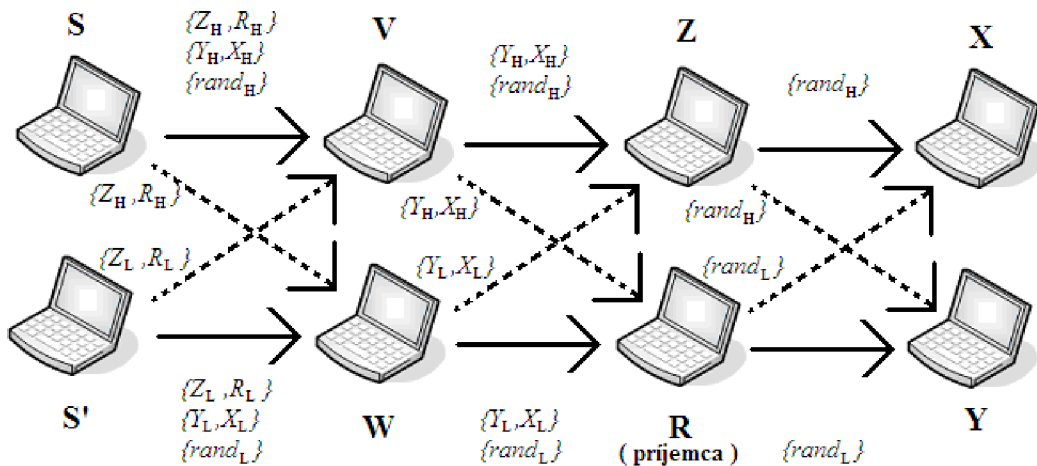 S
{Z_H ,R_H}
{Y_H,X_H}
{rand_H}
V
{Y_H,X_H}
{rand_H}
Z
{rand_H}
X
{Z_H ,R_H}
{Z_L ,R_L}
{Y_H,X_H}
{Y_L,X_L}
{rand_H}
{rand_L}
S'
{Z_L ,R_L}
{Y_L,X_L}
{rand_L}
W
{Y_L,X_L}
{rand_L}
R
( príjemca )
{rand_L}
Y